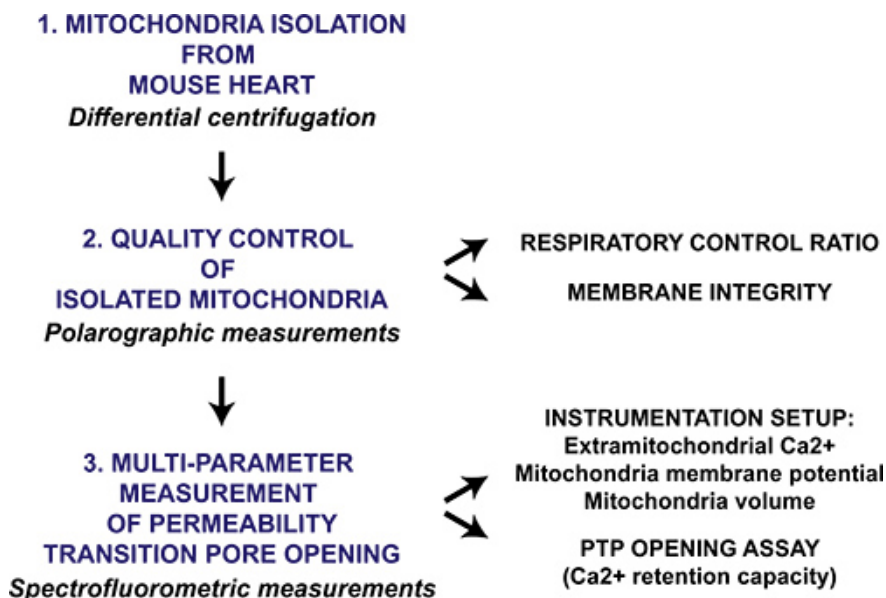 1. MITOCHONDRIA ISOLATION
FROM
MOUSE HEART
Differential centrifugation
2. QUALITY CONTROL
OF
ISOLATED MITOCHONDRIA
Polarographic measurements
RESPIRATORY CONTROL RATIO
MEMBRANE INTEGRITY
3. MULTI-PARAMETER
MEASUREMENT
OF PERMEABILITY
TRANSITION PORE OPENING
Spectrofluorometric measurements
INSTRUMENTATION SETUP:
Extramitochondrial Ca2+
Mitochondria membrane potential
Mitochondria volume
PTP OPENING ASSAY
(Ca2+ retention capacity)